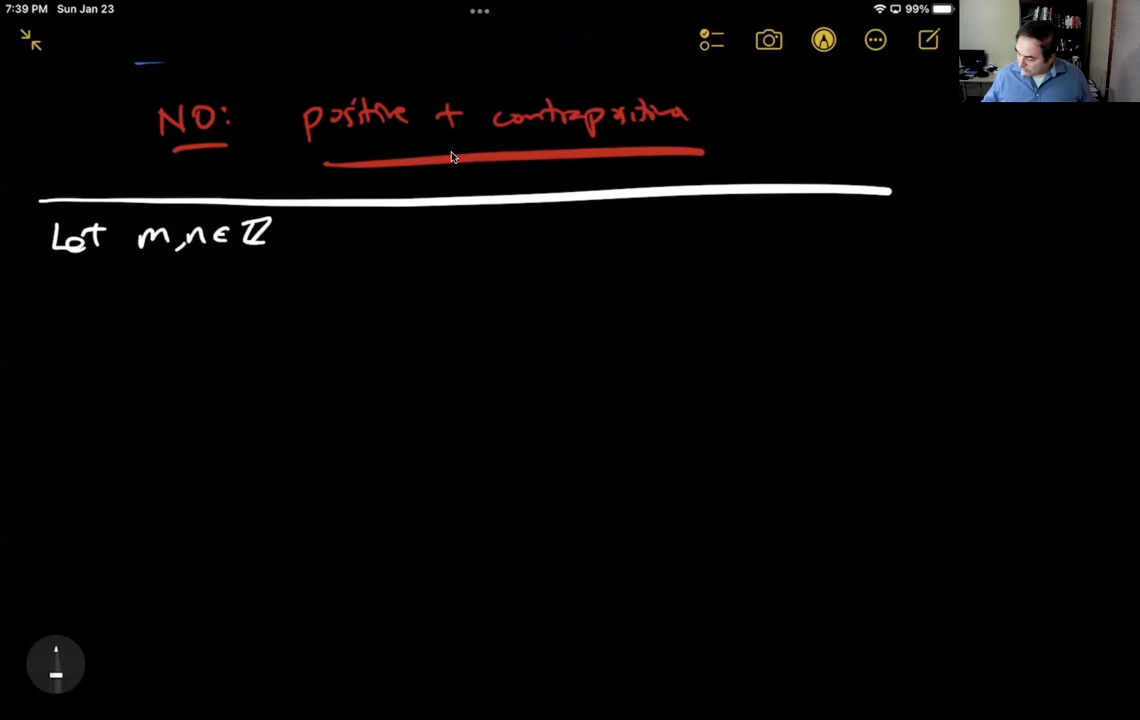 7:39 PM Sun Jan 23 99%
NO: positive + contrapositive
Let m,n ∈ ℤ